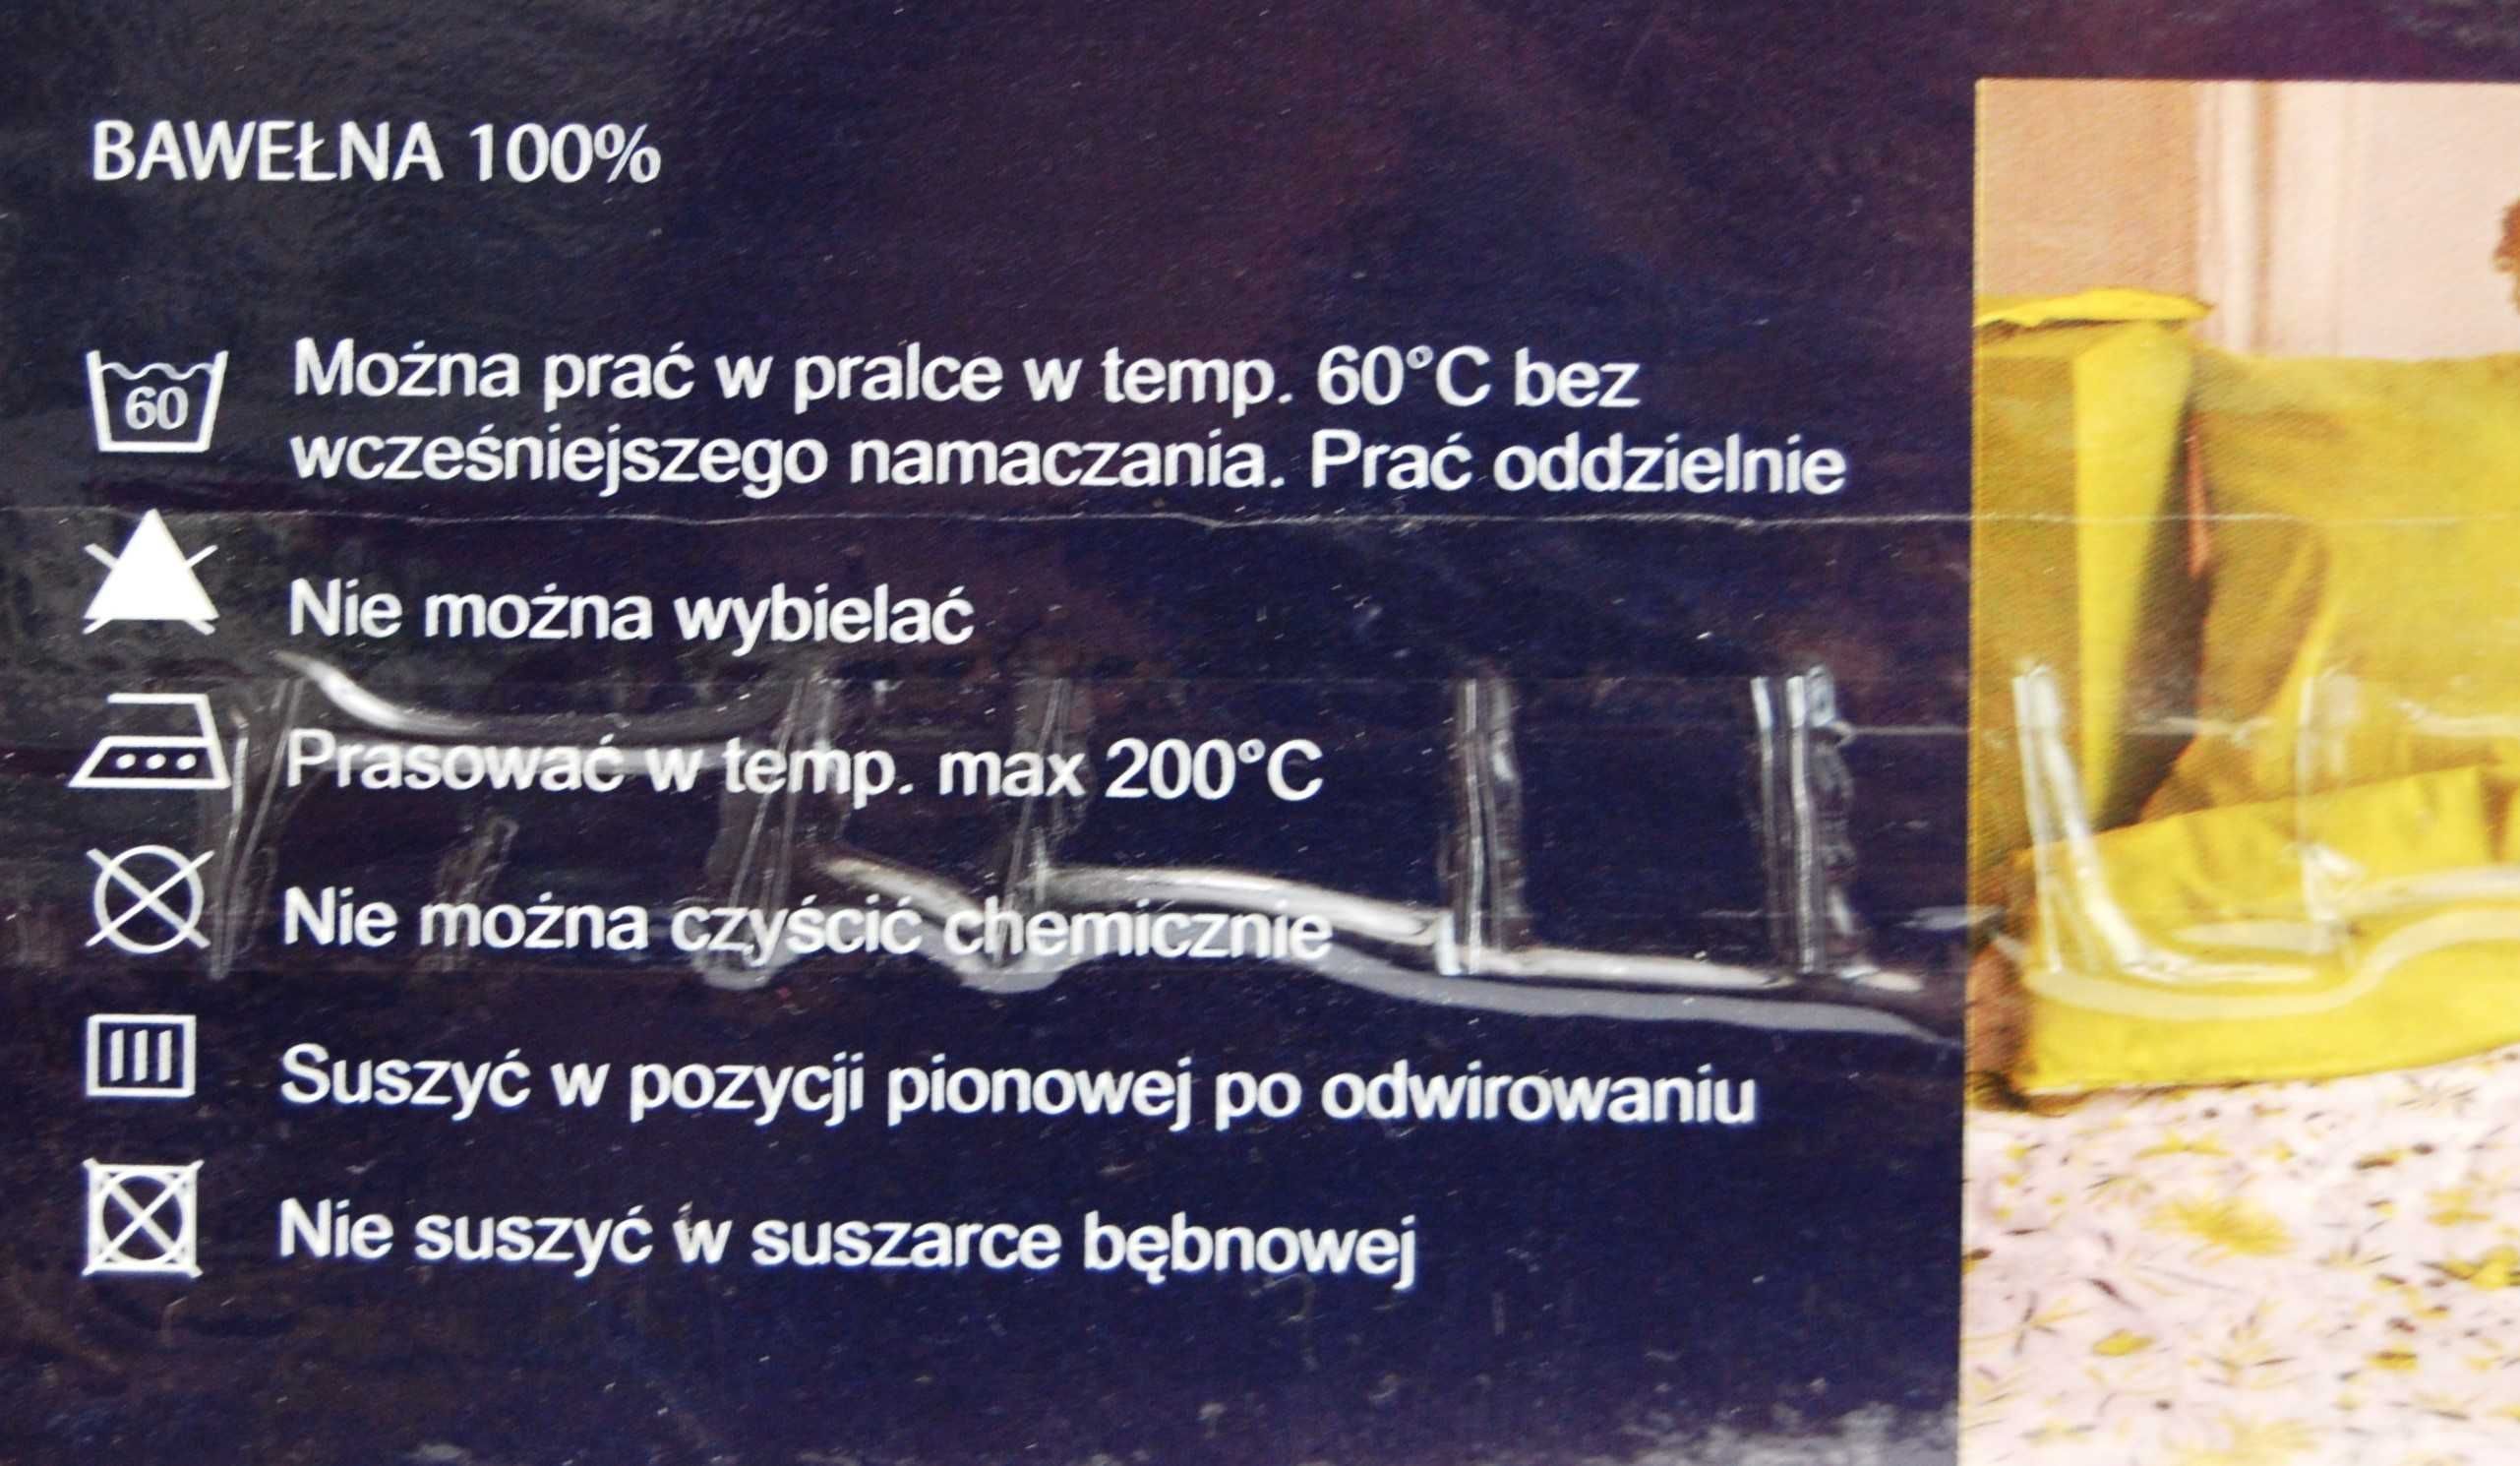 BAWEŁNA 100%
60
Można prać w pralce w temp. 60°C bez
wcześniejszego namaczania. Prać oddzielnie
Nie można wybielać
Prasować w temp. max 200°C
Nie można czyścić chemicznie
Suszyć w pozycji pionowej po odwirowaniu
Nie suszyć w suszarce bębnowej